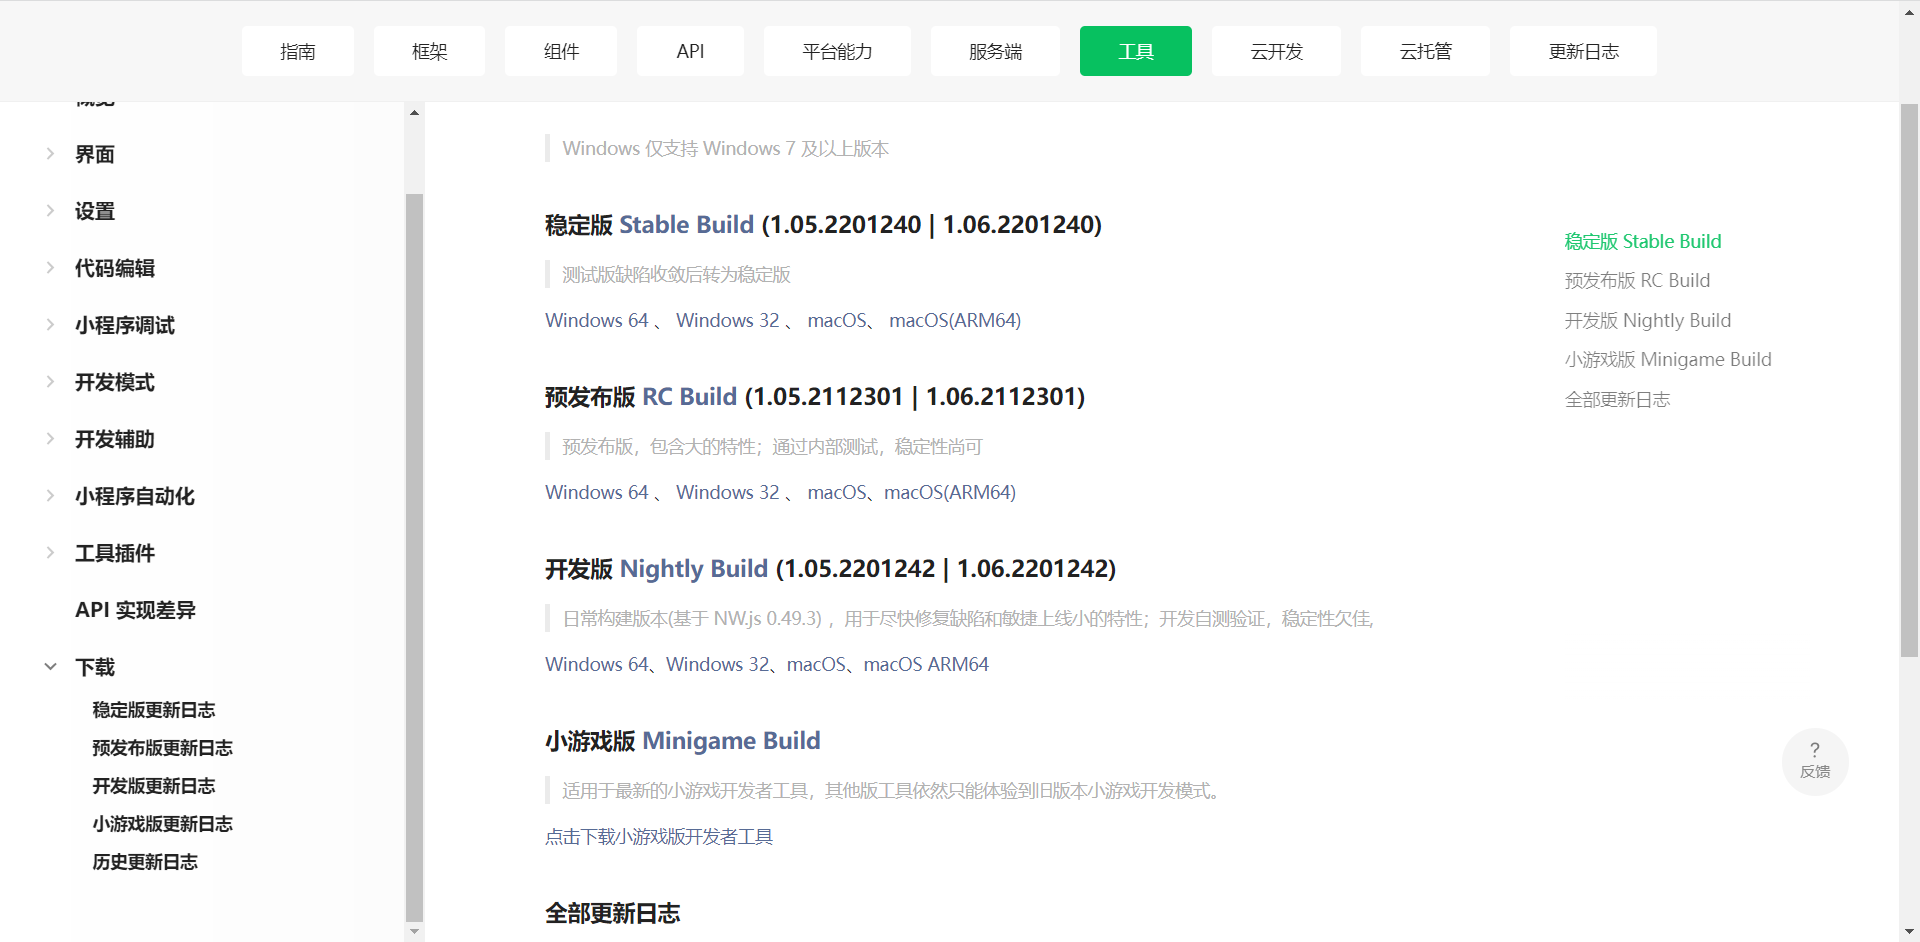 指南
框架
组件
API
平台能力
服务端
工具
云开发
云托管
更新日志
概览
界面
设置
代码编辑
小程序调试
开发模式
开发辅助
小程序自动化
工具插件
API 实现差异
下载
稳定版更新日志
预发布版更新日志
开发版更新日志
小游戏版更新日志
历史更新日志
Windows 仅支持 Windows 7 及以上版本
稳定版 Stable Build (1.05.2201240 | 1.06.2201240)
测试版缺陷收敛后转为稳定版
Windows 64 、 Windows 32 、 macOS、 macOS(ARM64)
预发布版 RC Build (1.05.2112301 | 1.06.2112301)
预发布版，包含大的特性；通过内部测试，稳定性尚可
Windows 64 、 Windows 32 、 macOS、macOS(ARM64)
开发版 Nightly Build (1.05.2201242 | 1.06.2201242)
日常构建版本(基于 NW.js 0.49.3) ，用于尽快修复缺陷和敏捷上线小的特性；开发自测验证，稳定性欠佳,
Windows 64、Windows 32、macOS、macOS ARM64
小游戏版 Minigame Build
适用于最新的小游戏开发者工具，其他版工具依然只能体验到旧版本小游戏开发模式。
点击下载小游戏版开发者工具
全部更新日志
稳定版 Stable Build
预发布版 RC Build
开发版 Nightly Build
小游戏版 Minigame Build
全部更新日志
?
反馈